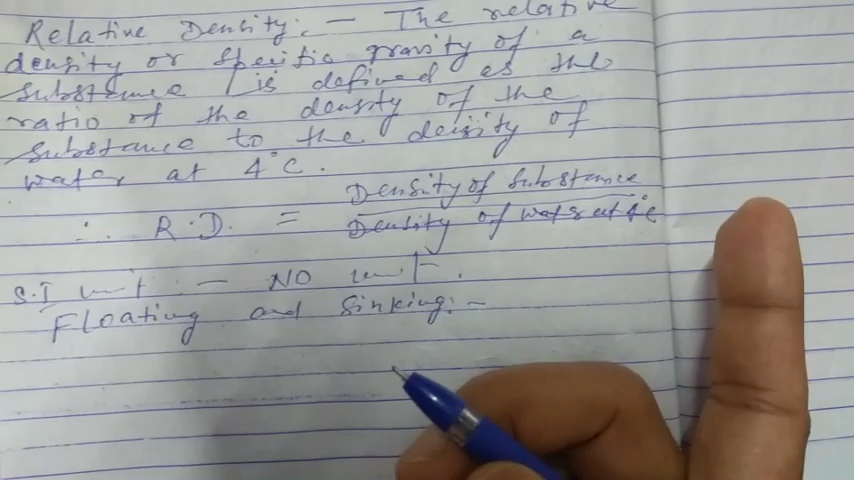 Relative Density:- The relative
density or specific gravity of a
substance is defined as the
ratio of the density of the
substance to the density of
water at 4°C.
∴ R.D. = Density of substance
Density of water at 4°C
S.I unit - NO unit.
Floating and Sinking:-